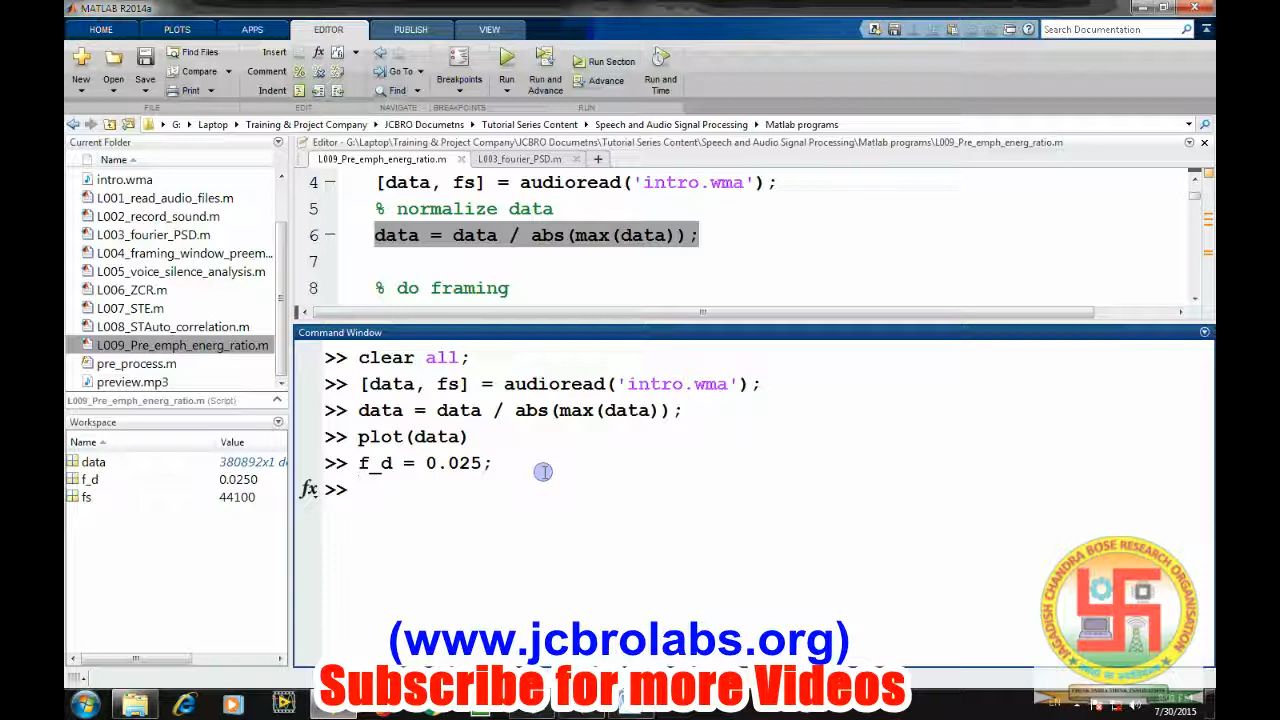 MATLAB R2014a
HOME PLOTS APPS EDITOR PUBLISH VIEW
Search Documentation
New Open Save
Find Files
Compare
Print
Insert
Comment
Indent
Go To
Find
Breakpoints
Run
Run and Advance
Run Section
Advance
Run and Time
FILE EDIT NAVIGATE BREAKPOINTS RUN
G: Laptop Training & Project Company JCBRO Documetns Tutorial Series Content Speech and Audio Signal Processing Matlab programs
Current Folder
Name
intro.wma
L001_read_audio_files.m
L002_record_sound.m
L003_fourier_PSD.m
L004_framing_window_preem...
L005_voice_silence_analysis.m
L006_ZCR.m
L007_STE.m
L008_STAuto_correlation.m
L009_Pre_emph_energ_ratio.m
pre_process.m
preview.mp3
L009_Pre_emph_energ_ratio.m (Script)
Workspace
Name Value
data 380892x1 d
f_d 0.0250
fs 44100
Editor - G:\Laptop\Training & Project Company\JCBRO Documetns\Tutorial Series Content\Speech and Audio Signal Processing\Matlab programs\L009_Pre_emph_energ_ratio.m
L009_Pre_emph_energ_ratio.m L003_fourier_PSD.m
4 [data, fs] = audioread('intro.wma');
5 % normalize data
6 data = data / abs(max(data));
7
8 % do framing
Command Window
>> clear all;
>> [data, fs] = audioread('intro.wma');
>> data = data / abs(max(data));
>> plot(data)
>> f_d = 0.025;
fx >>
JAGADISH CHANDRA BOSE RESEARCH ORGANISATION
(www.jcbrolabs.org)
Subscribe for more Videos
7/30/2015